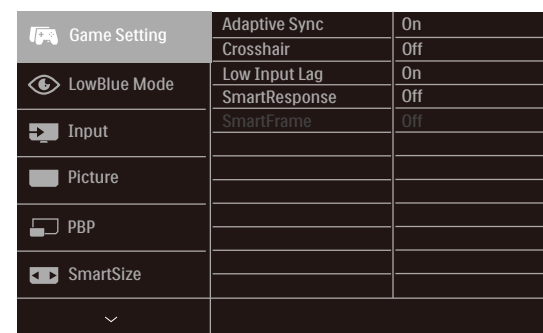 Game Setting
Adaptive Sync On
Crosshair Off
Low Input Lag On
SmartResponse Off
SmartFrame Off
LowBlue Mode
Input
Picture
PBP
SmartSize